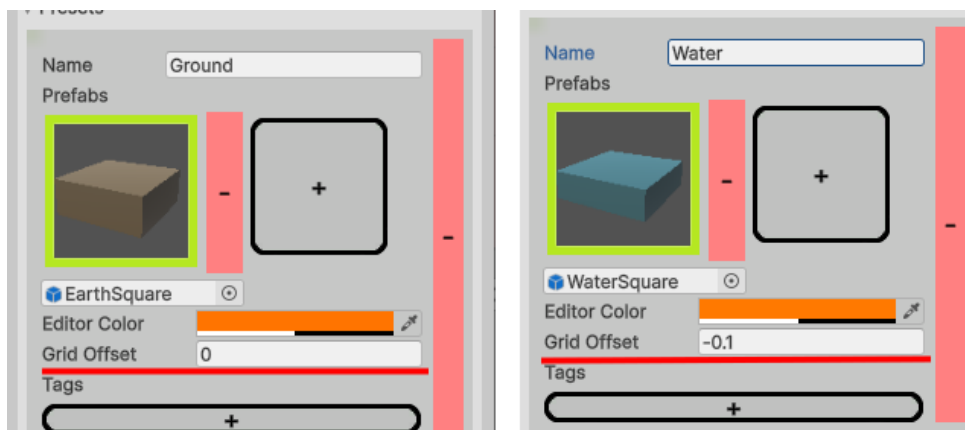 Presets
Name Ground
Prefabs
-
+
-
EarthSquare
Editor Color
Grid Offset 0
Tags
+
Name Water
Prefabs
-
+
-
WaterSquare
Editor Color
Grid Offset -0.1
Tags
+